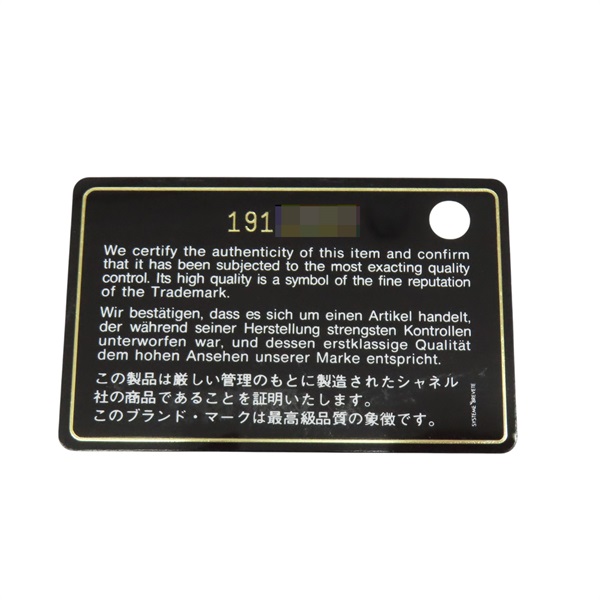 191
We certify the authenticity of this item and confirm
that it has been subjected to the most exacting quality
control. Its high quality is a symbol of the fine reputation
of the Trademark.
Wir bestätigen, dass es sich um einen Artikel handelt,
der während seiner Herstellung strengsten Kontrollen
unterworfen war, und dessen erstklassige Qualität
dem hohen Ansehen unserer Marke entspricht.
この製品は厳しい管理のもとに製造されたシャネル
社の商品であることを証明いたします。
このブランド・マークは最高級品質の象徴です。
SYSTEME BREVETE